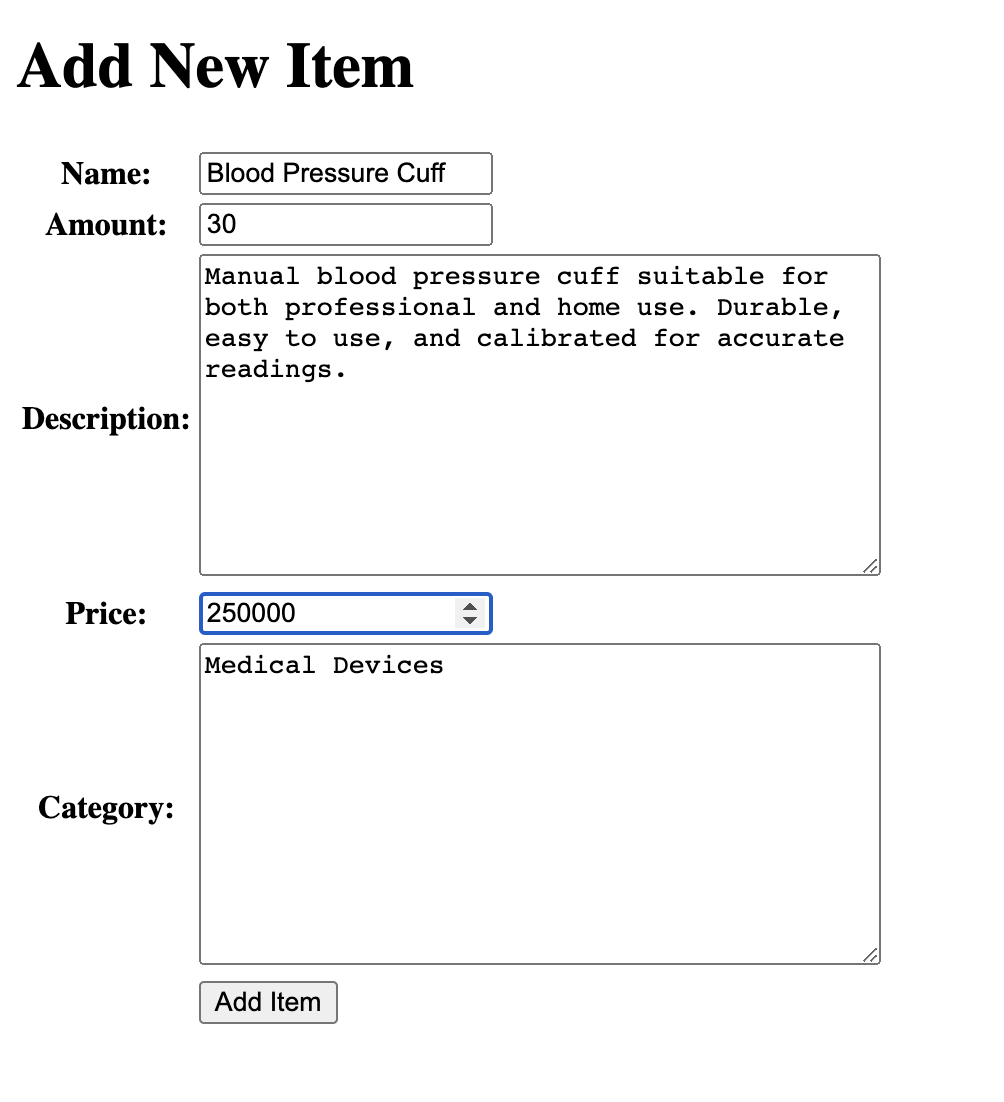 Add New Item
Name: Blood Pressure Cuff
Amount: 30
Description: Manual blood pressure cuff suitable for
both professional and home use. Durable,
easy to use, and calibrated for accurate
readings.
Price: 250000
Category: Medical Devices
Add Item